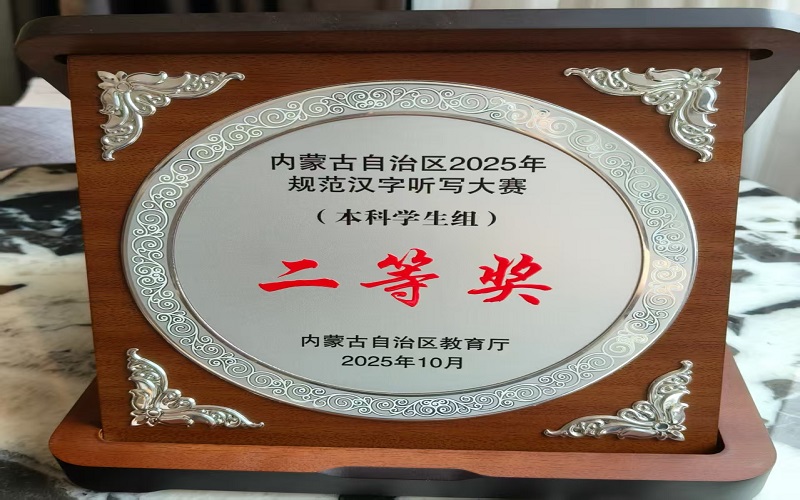 内蒙古自治区2025年
规范汉字听写大赛
（本科学生组）
二等奖
内蒙古自治区教育厅
2025年10月